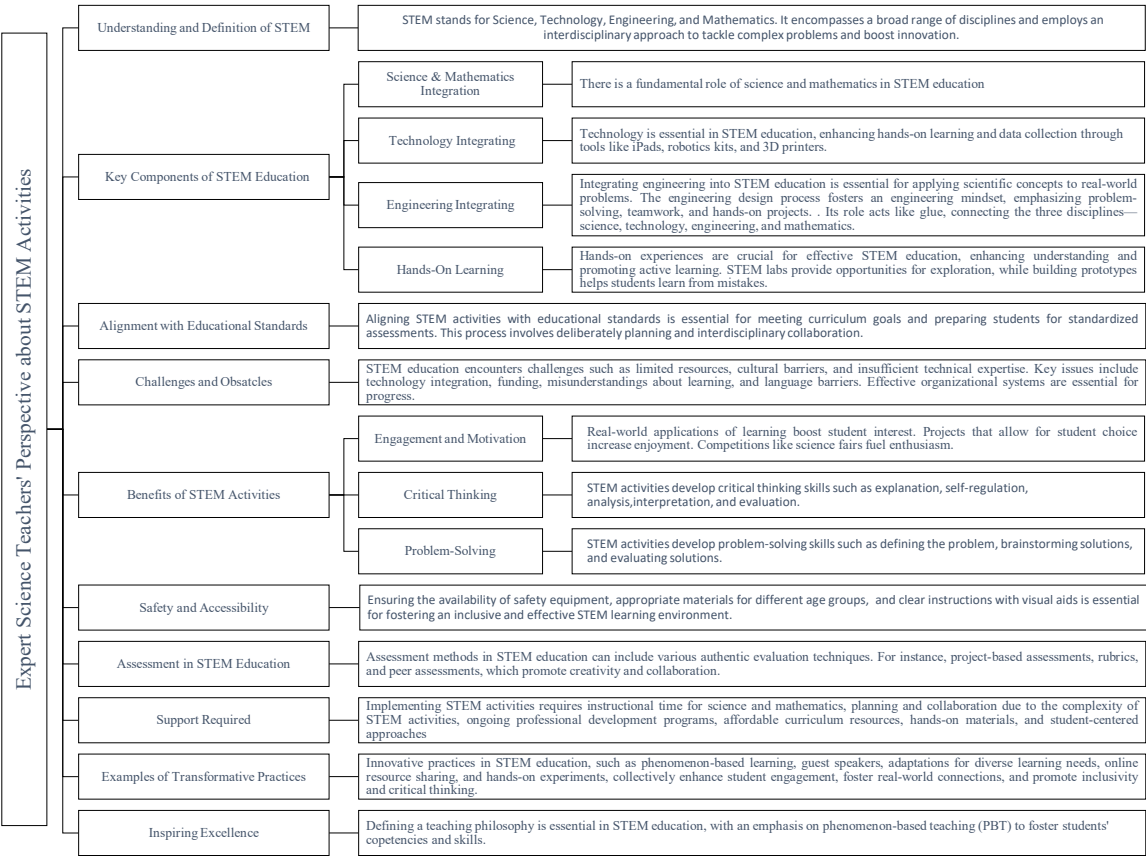 Expert Science Teachers' Perspective about STEM Activities
Understanding and Definition of STEM
STEM stands for Science, Technology, Engineering, and Mathematics. It encompasses a broad range of disciplines and employs an
interdisciplinary approach to tackle complex problems and boost innovation.
Key Components of STEM Education
Science & Mathematics
Integration
There is a fundamental role of science and mathematics in STEM education
Technology Integrating
Technology is essential in STEM education, enhancing hands-on learning and data collection through
tools like iPads, robotics kits, and 3D printers.
Engineering Integrating
Integrating engineering into STEM education is essential for applying scientific concepts to real-world
problems. The engineering design process fosters an engineering mindset, emphasizing problem-
solving, teamwork, and hands-on projects. . Its role acts like glue, connecting the three disciplines—
science, technology, engineering, and mathematics.
Hands-On Learning
Hands-on experiences are crucial for effective STEM education, enhancing understanding and
promoting active learning. STEM labs provide opportunities for exploration, while building prototypes
helps students learn from mistakes.
Alignment with Educational Standards
Aligning STEM activities with educational standards is essential for meeting curriculum goals and preparing students for standardized
assessments. This process involves deliberately planning and interdisciplinary collaboration.
Challenges and Obsatcles
STEM education encounters challenges such as limited resources, cultural barriers, and insufficient technical expertise. Key issues include
technology integration, funding, misunderstandings about learning, and language barriers. Effective organizational systems are essential for
progress.
Benefits of STEM Activities
Engagement and Motivation
Real-world applications of learning boost student interest. Projects that allow for student choice
increase enjoyment. Competitions like science fairs fuel enthusiasm.
Critical Thinking
STEM activities develop critical thinking skills such as explanation, self-regulation,
analysis,interpretation, and evaluation.
Problem-Solving
STEM activities develop problem-solving skills such as defining the problem, brainstorming solutions,
and evaluating solutions.
Safety and Accessibility
Ensuring the availability of safety equipment, appropriate materials for different age groups, and clear instructions with visual aids is essential
for fostering an inclusive and effective STEM learning environment.
Assessment in STEM Education
Assessment methods in STEM education can include various authentic evaluation techniques. For instance, project-based assessments, rubrics,
and peer assessments, which promote creativity and collaboration.
Support Required
Implementing STEM activities requires instructional time for science and mathematics, planning and collaboration due to the complexity of
STEM activities, ongoing professional development programs, affordable curriculum resources, hands-on materials, and student-centered
approaches
Examples of Transformative Practices
Innovative practices in STEM education, such as phenomenon-based learning, guest speakers, adaptations for diverse learning needs, online
resource sharing, and hands-on experiments, collectively enhance student engagement, foster real-world connections, and promote inclusivity
and critical thinking.
Inspiring Excellence
Defining a teaching philosophy is essential in STEM education, with an emphasis on phenomenon-based teaching (PBT) to foster students'
copetencies and skills.